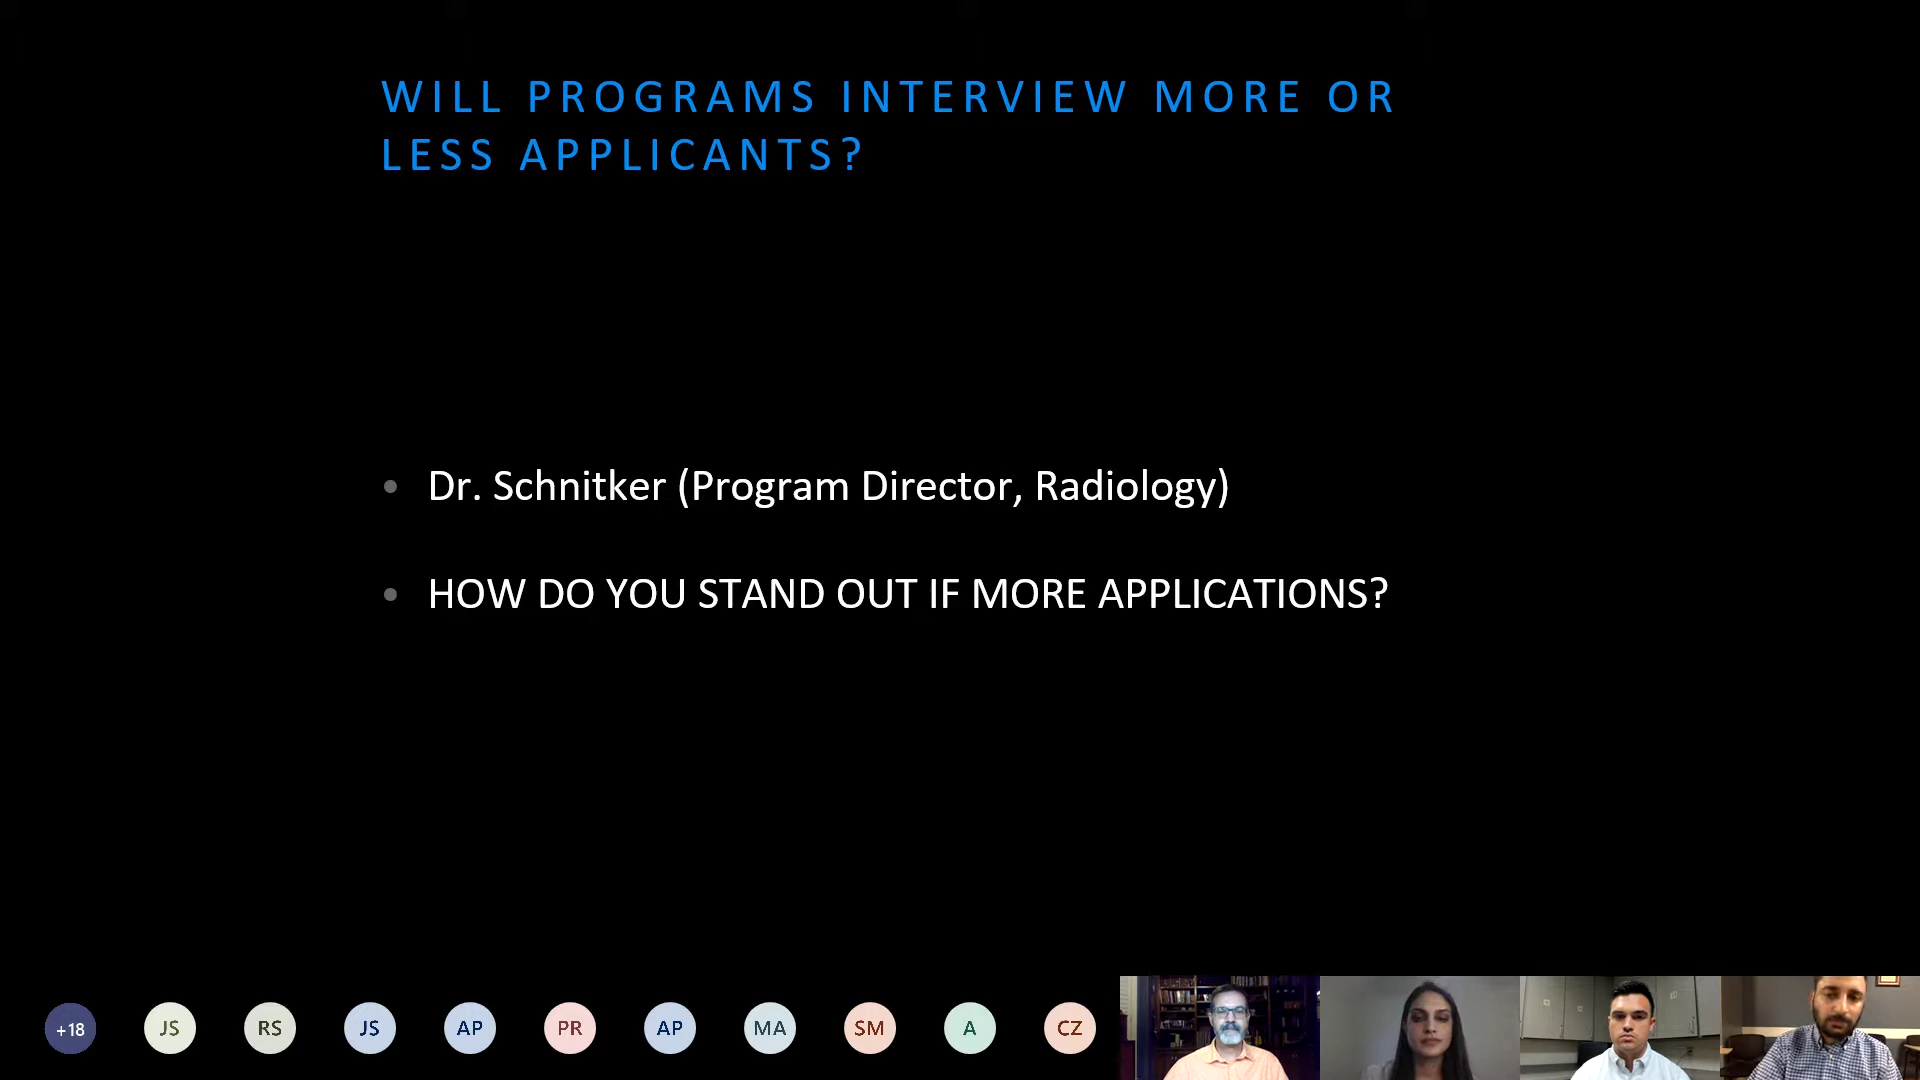 WILL PROGRAMS INTERVIEW MORE OR
LESS APPLICANTS?
• Dr. Schnitker (Program Director, Radiology)
• HOW DO YOU STAND OUT IF MORE APPLICATIONS?
+18 JS RS JS AP PR AP MA SM A CZ